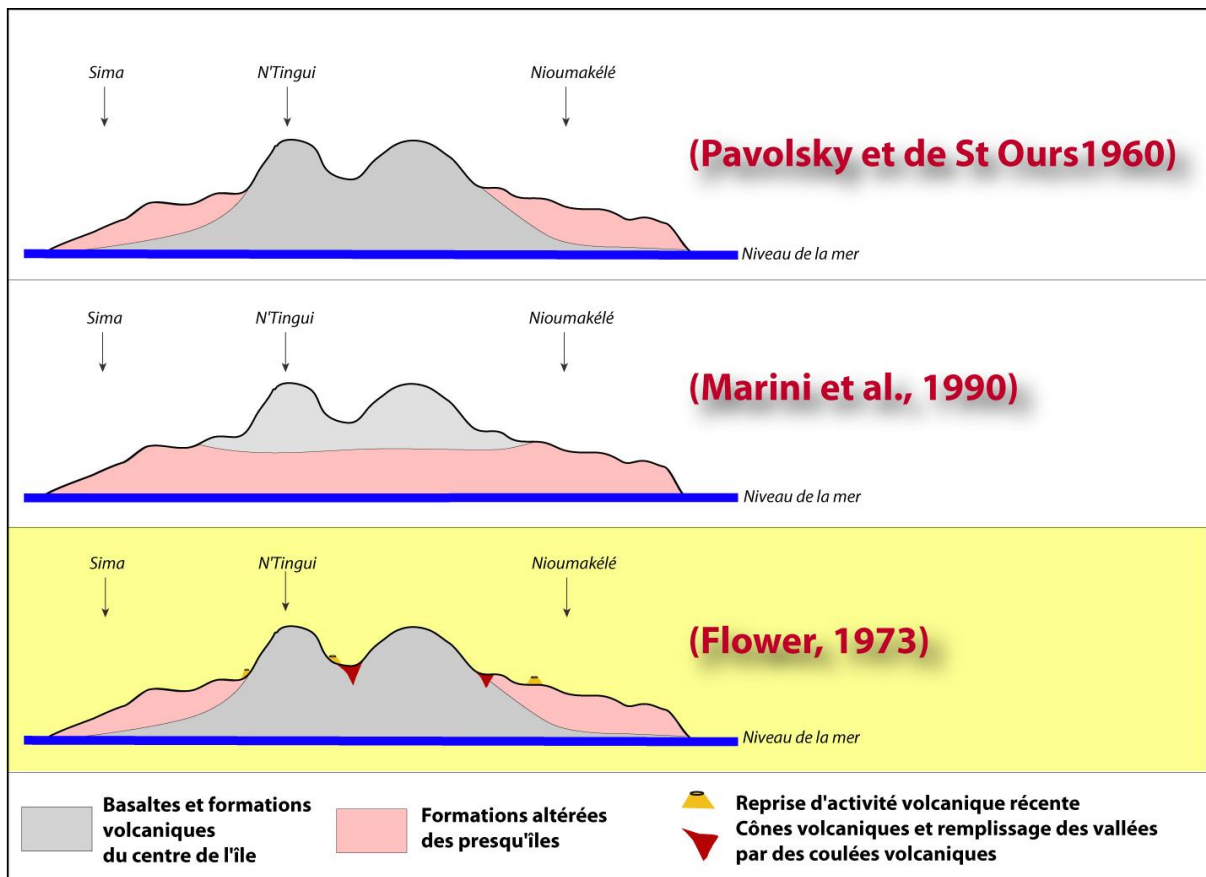 Sima N'Tingui Nioumakélé
(Pavolsky et de St Ours1960)
Niveau de la mer
Sima N'Tingui Nioumakélé
(Marini et al., 1990)
Niveau de la mer
Sima N'Tingui Nioumakélé
(Flower, 1973)
Niveau de la mer
Basaltes et formations
volcaniques
du centre de l'île
Formations altérées
des presqu'îles
Reprise d'activité volcanique récente
Cônes volcaniques et remplissage des vallées
par des coulées volcaniques